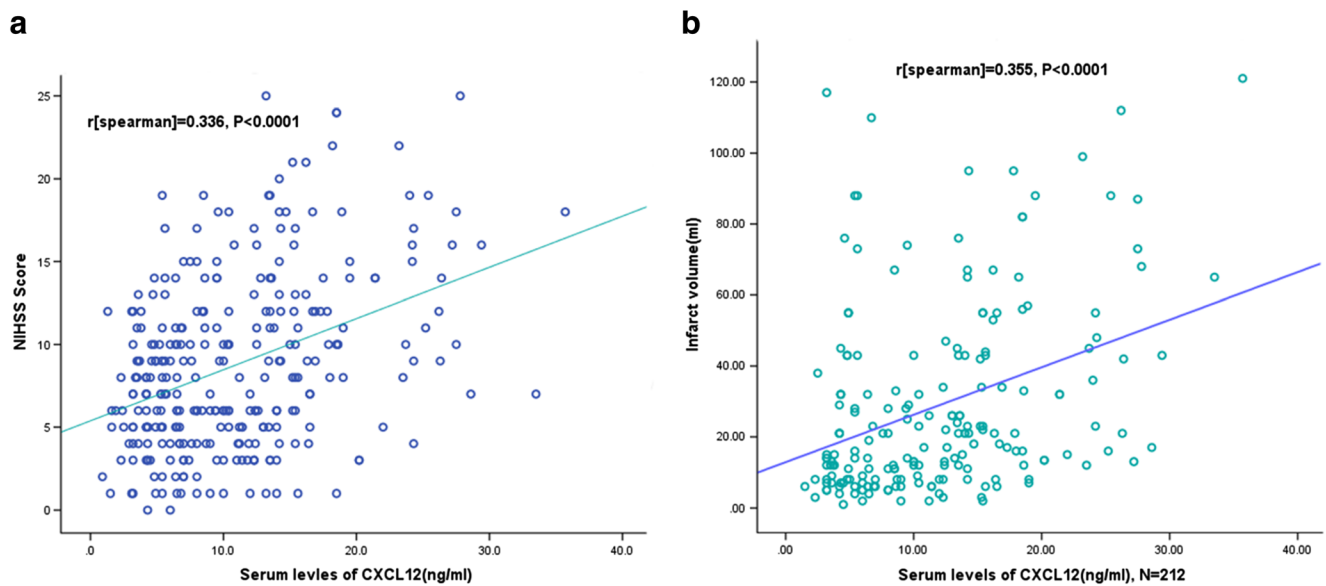 a
r[spearman]=0.336, P<0.0001
NIHSS Score
25
20
15
10
5
0
.0
10.0
20.0
30.0
40.0
Serum levles of CXCL12(ng/ml)
b
r[spearman]=0.355, P<0.0001
Infarct volume(ml)
120.00
100.00
80.00
60.00
40.00
20.00
.00
.00
10.00
20.00
30.00
40.00
Serum levels of CXCL12(ng/ml), N=212